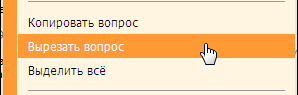 Копировать вопрос
Вырезать вопрос
Выделить всё